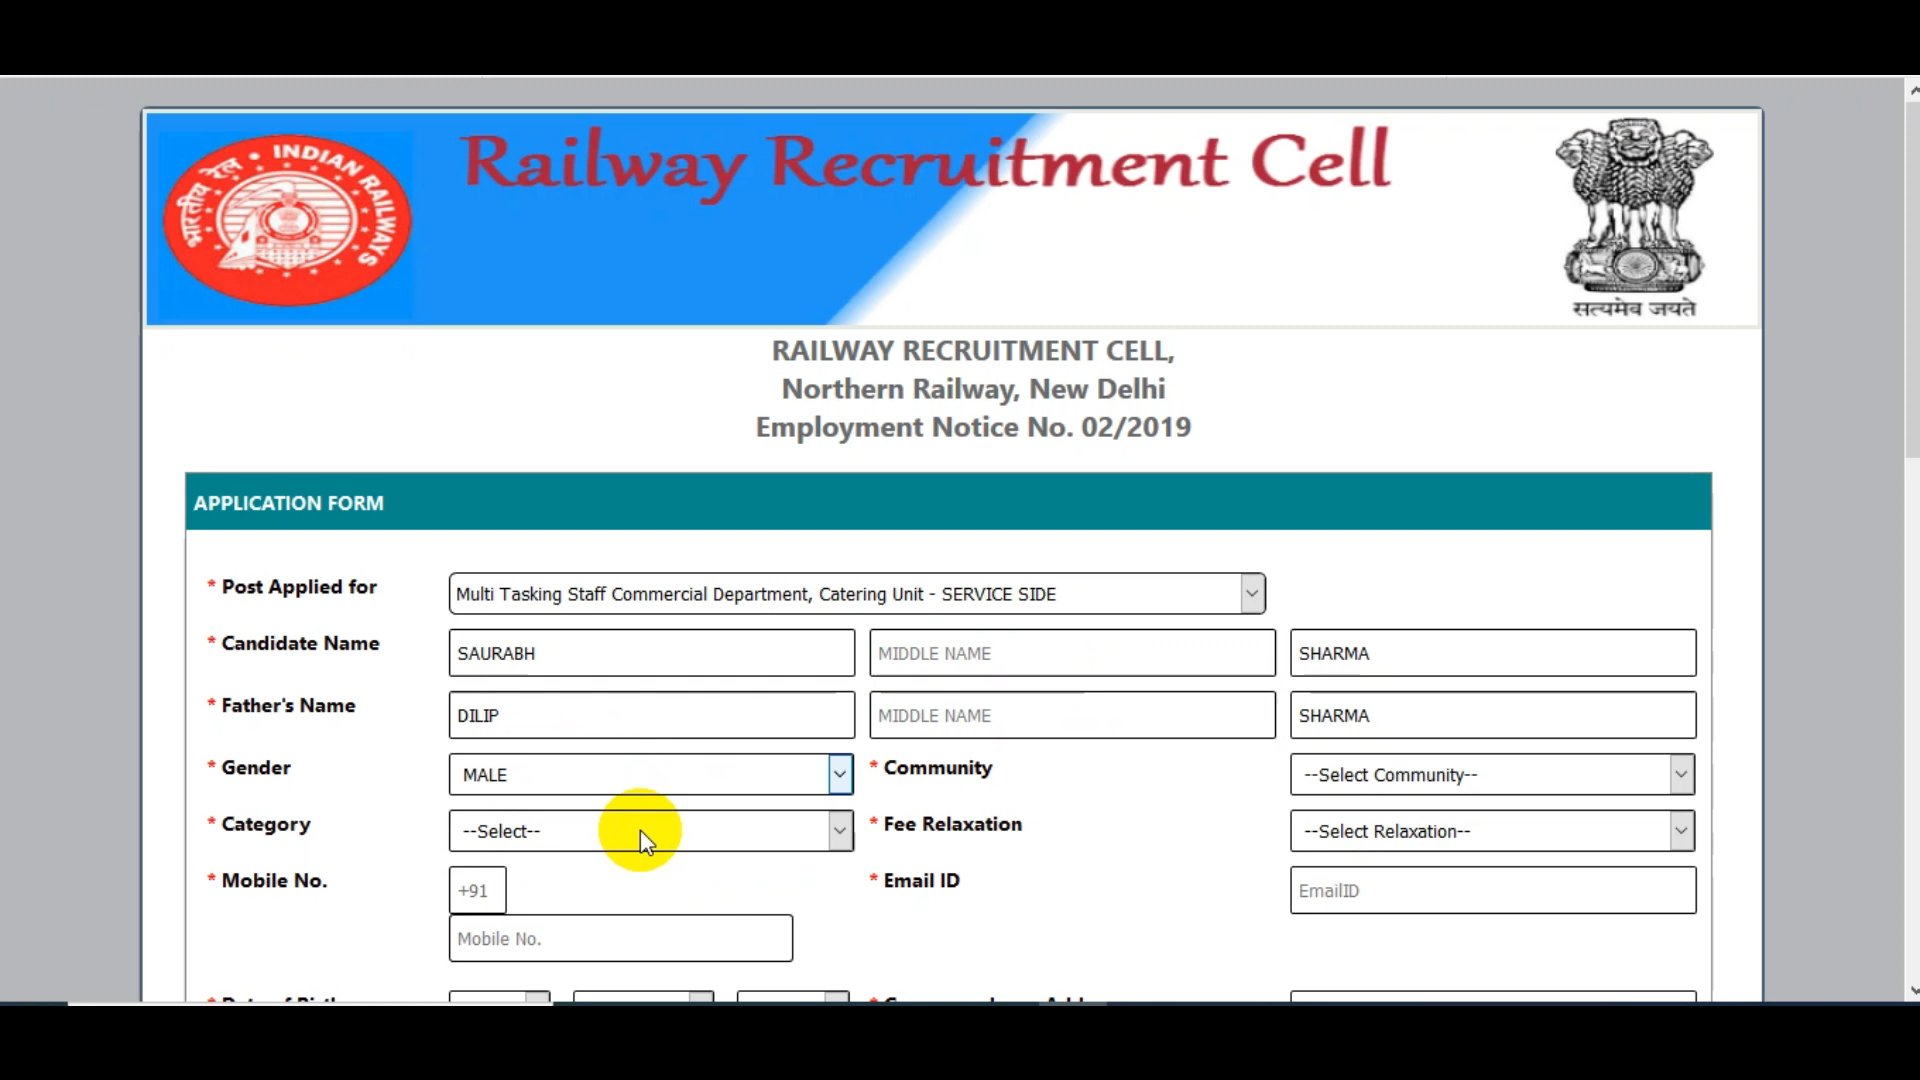 भारतीय रेल • INDIAN RAILWAYS
Railway Recruitment Cell
सत्यमेव जयते
RAILWAY RECRUITMENT CELL,
Northern Railway, New Delhi
Employment Notice No. 02/2019
APPLICATION FORM
* Post Applied for Multi Tasking Staff Commercial Department, Catering Unit - SERVICE SIDE
* Candidate Name SAURABH MIDDLE NAME SHARMA
* Father's Name DILIP MIDDLE NAME SHARMA
* Gender MALE * Community --Select Community--
* Category --Select-- * Fee Relaxation --Select Relaxation--
* Mobile No. +91 * Email ID EmailID
Mobile No.